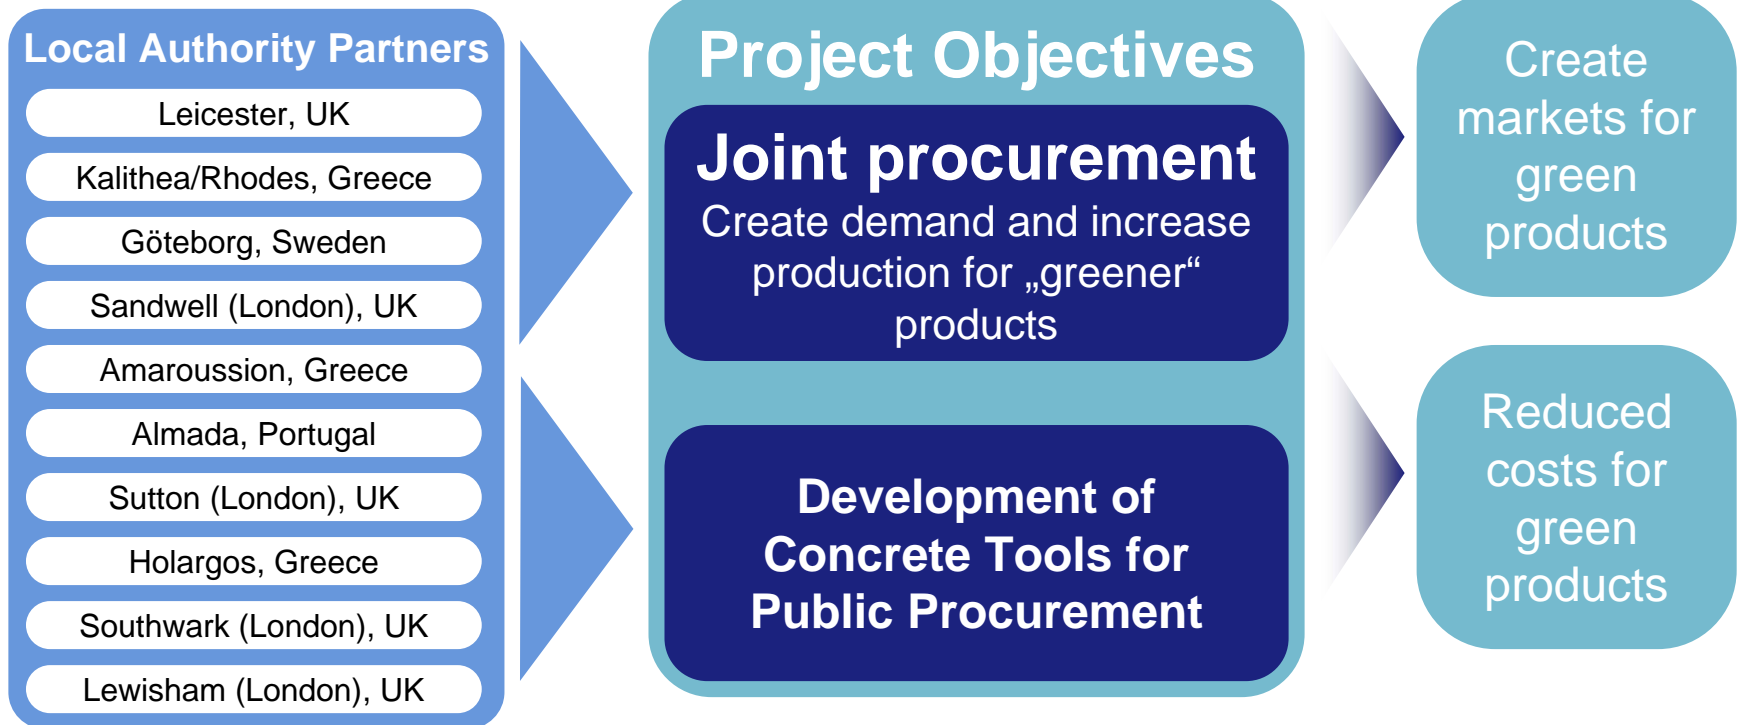 Local Authority Partners
Leicester, UK
Kalithea/Rhodes, Greece
Göteborg, Sweden
Sandwell (London), UK
Amaroussion, Greece
Almada, Portugal
Sutton (London), UK
Holargos, Greece
Southwark (London), UK
Lewisham (London), UK
Project Objectives
Joint procurement
Create demand and increase
production for „greener“
products
Development of
Concrete Tools for
Public Procurement
Create
markets for
green
products
Reduced
costs for
green
products